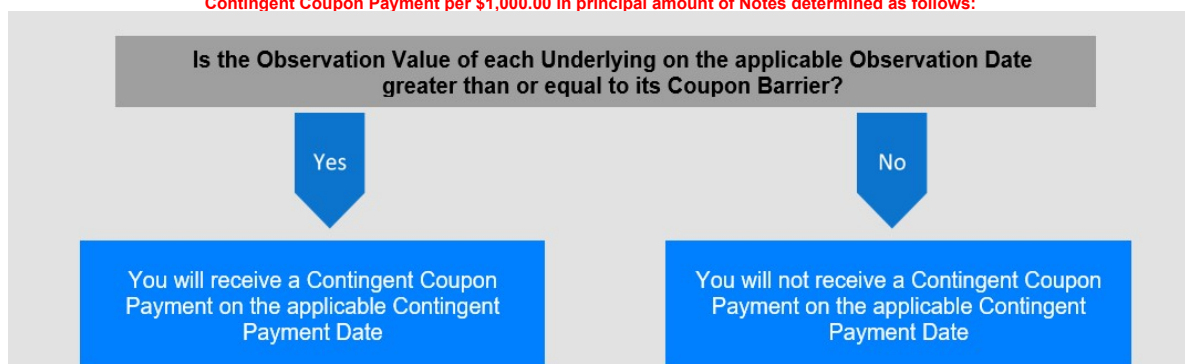 Contingent Coupon Payment per $1,000.00 in principal amount of Notes determined as follows:
Is the Observation Value of each Underlying on the applicable Observation Date
greater than or equal to its Coupon Barrier?
Yes
No
You will receive a Contingent Coupon
Payment on the applicable Contingent
Payment Date
You will not receive a Contingent Coupon
Payment on the applicable Contingent
Payment Date